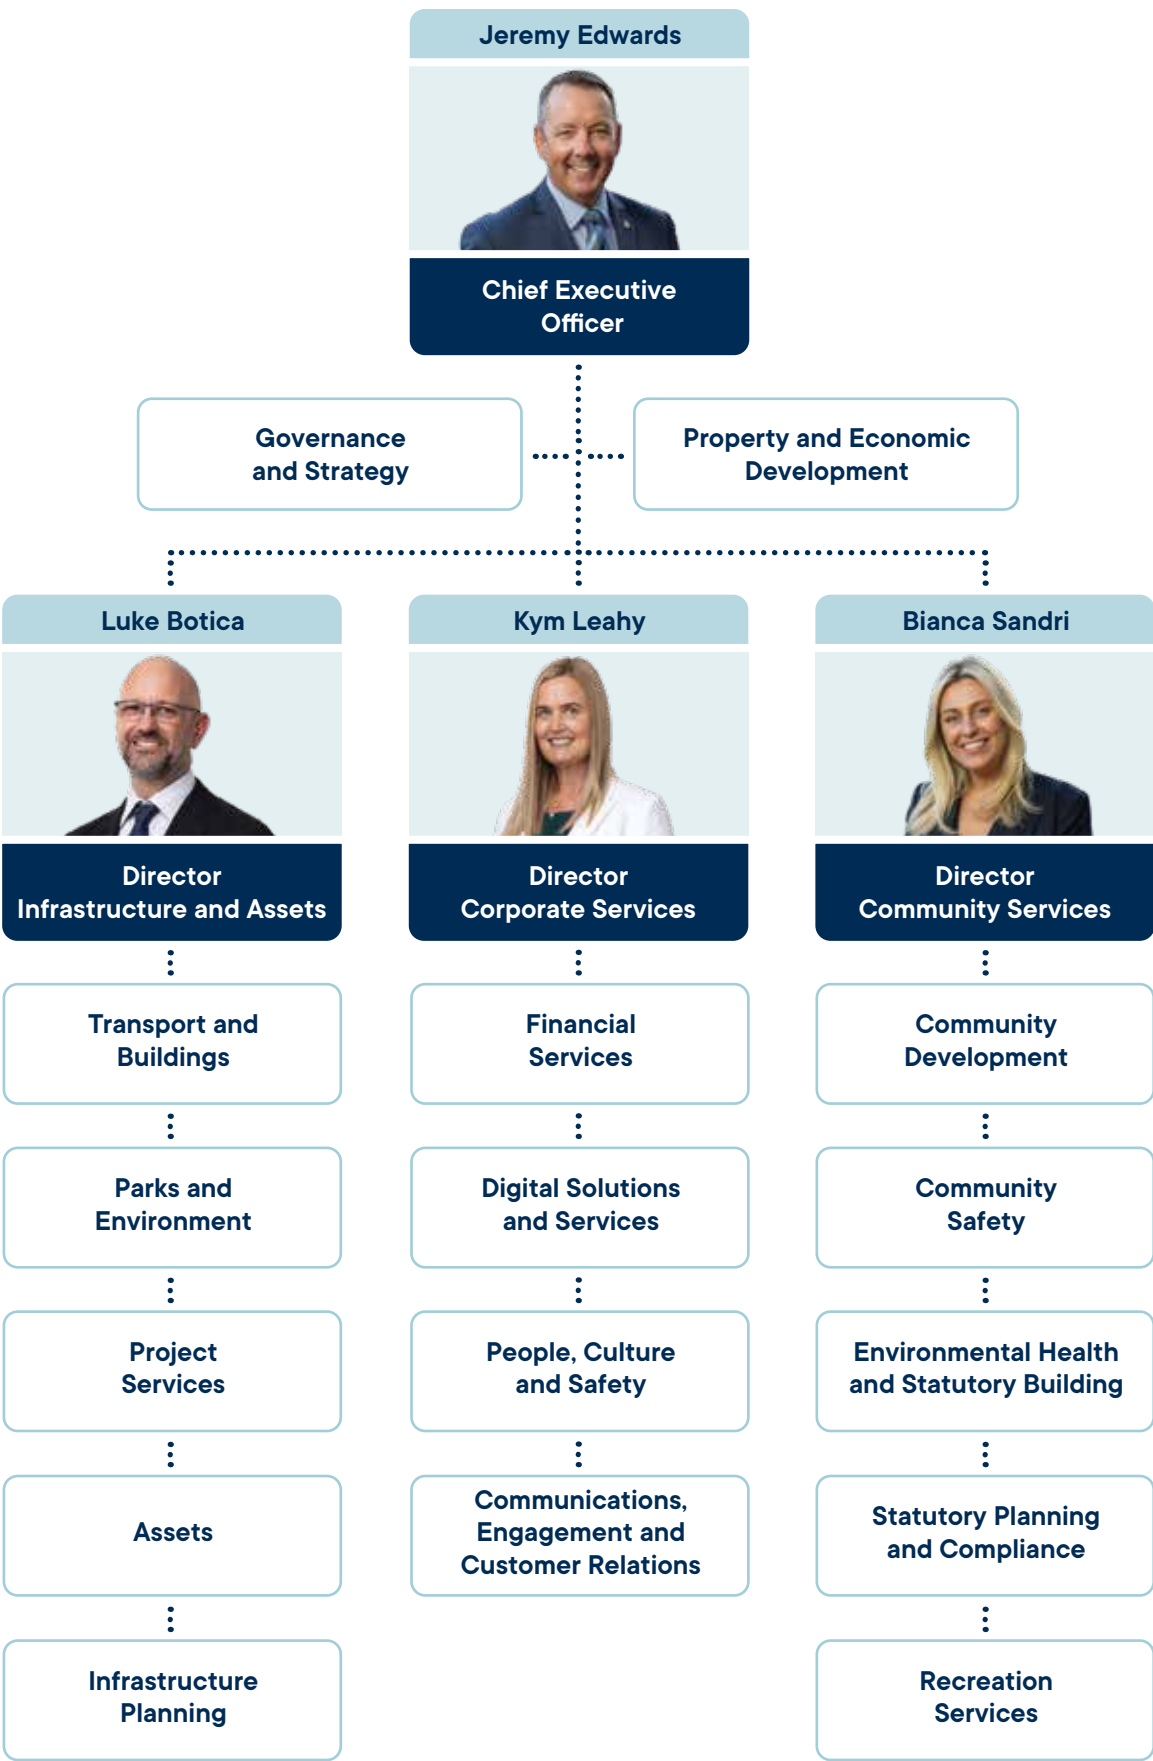 Jeremy Edwards
Chief Executive
Officer
Governance
and Strategy
Property and Economic
Development
Luke Botica
Director
Infrastructure and Assets
Transport and
Buildings
Parks and
Environment
Project
Services
Assets
Infrastructure
Planning
Kym Leahy
Director
Corporate Services
Financial
Services
Digital Solutions
and Services
People, Culture
and Safety
Communications,
Engagement and
Customer Relations
Bianca Sandri
Director
Community Services
Community
Development
Community
Safety
Environmental Health
and Statutory Building
Statutory Planning
and Compliance
Recreation
Services